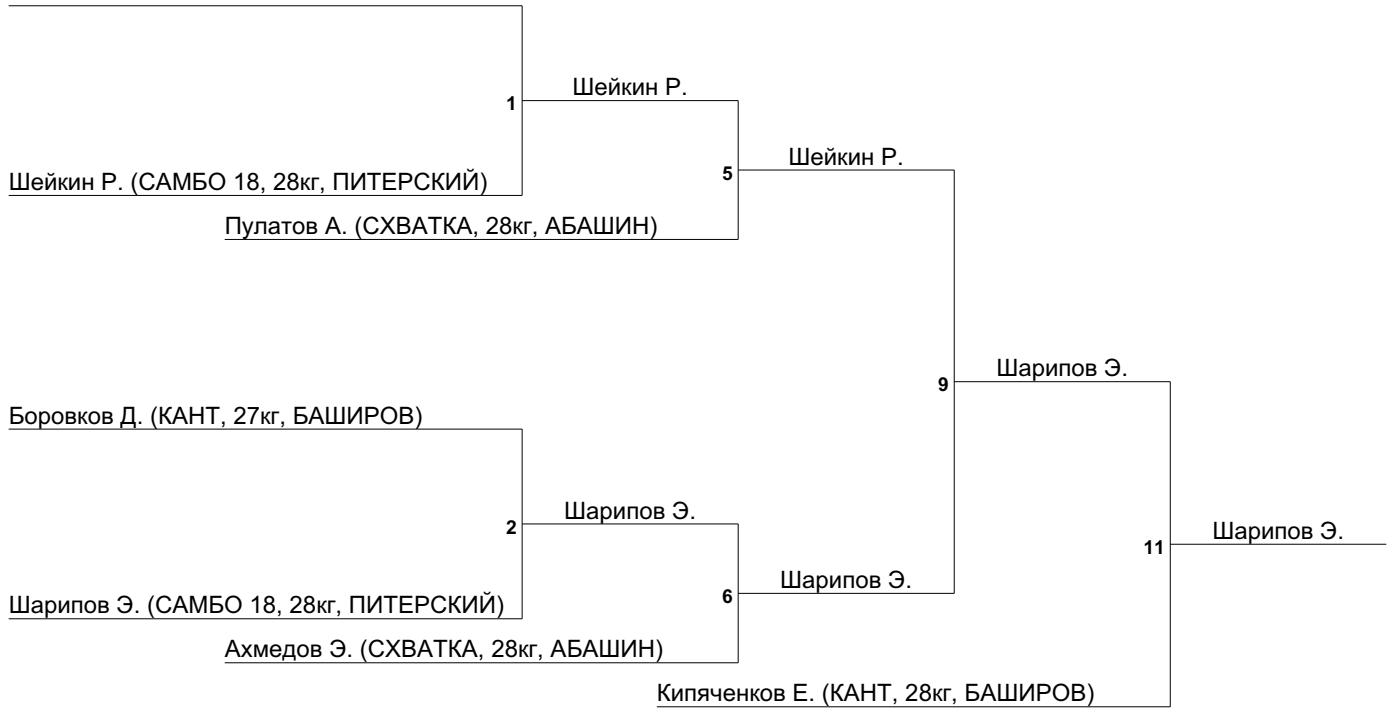 Шейкин Р.
1
Шейкин Р.
Шейкин Р. (САМБО 18, 28кг, ПИТЕРСКИЙ)
5
Пулатов А. (СХВАТКА, 28кг, АБАШИН)
Шарипов Э.
9
Боровков Д. (КАНТ, 27кг, БАШИРОВ)
Шарипов Э.
2
Шарипов Э.
11
Шарипов Э.
Шарипов Э. (САМБО 18, 28кг, ПИТЕРСКИЙ)
6
Ахмедов Э. (СХВАТКА, 28кг, АБАШИН)
Кипяченков Е. (КАНТ, 28кг, БАШИРОВ)